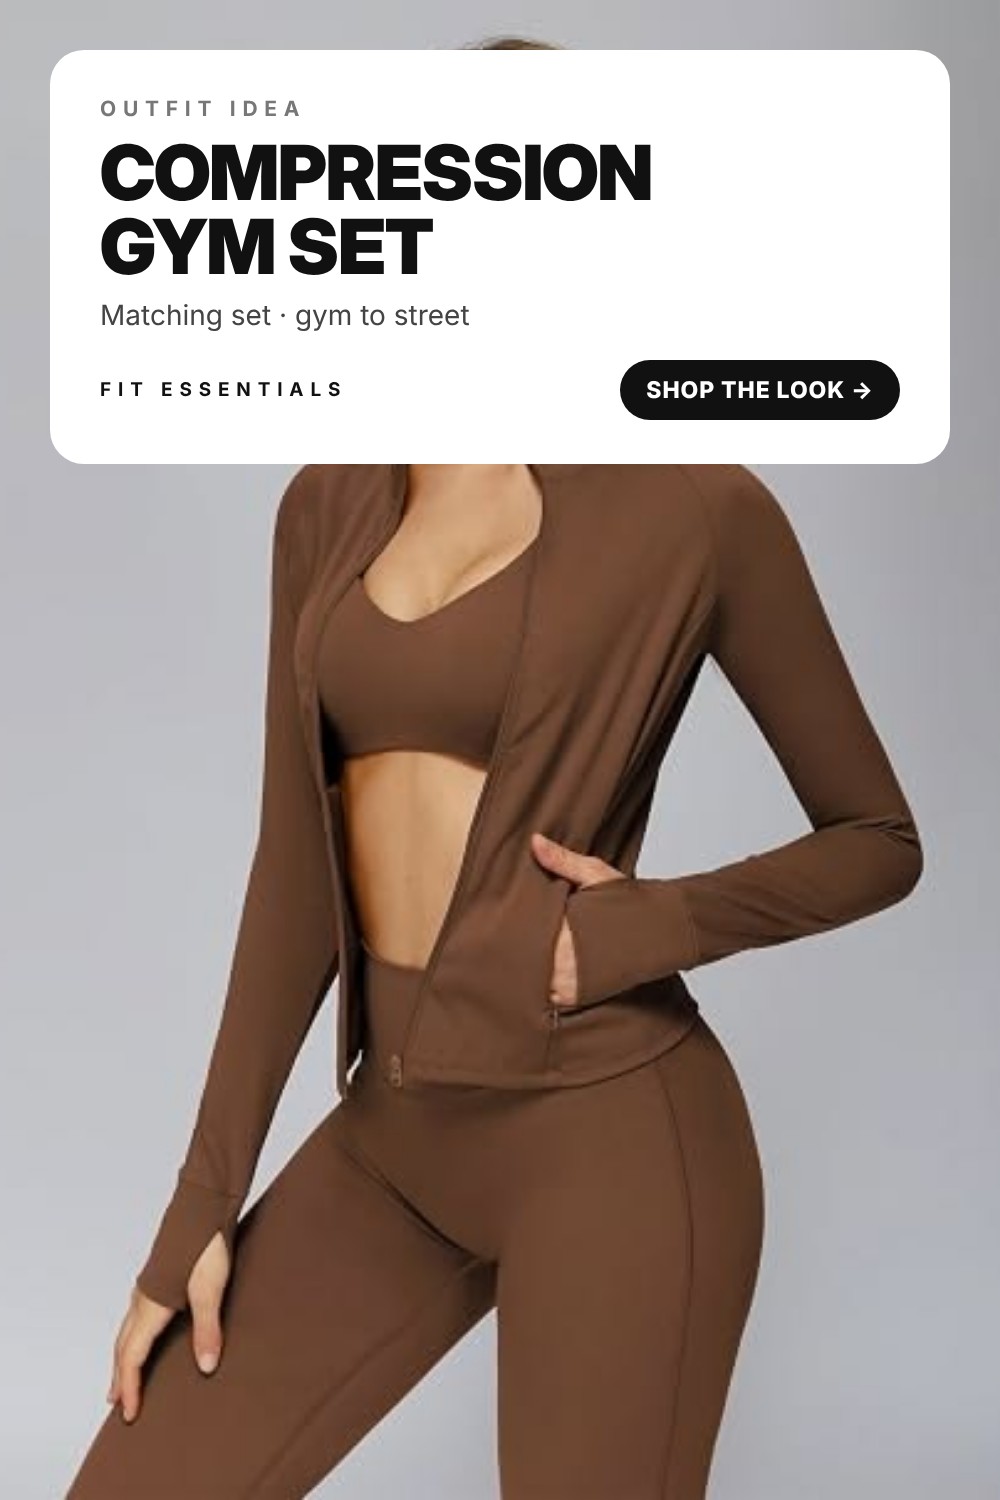 OUTFIT IDEA
COMPRESSION
GYM SET
Matching set · gym to street
FIT ESSENTIALS
SHOP THE LOOK →